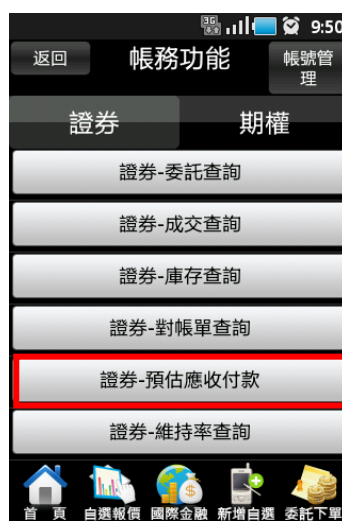 3G 9:50
返回 帳務功能 帳號管理
證券 期權
證券-委託查詢
證券-成交查詢
證券-庫存查詢
證券-對帳單查詢
證券-預估應收付款
證券-維持率查詢
首 頁 自選報價 國際金融 新增自選 委託下單